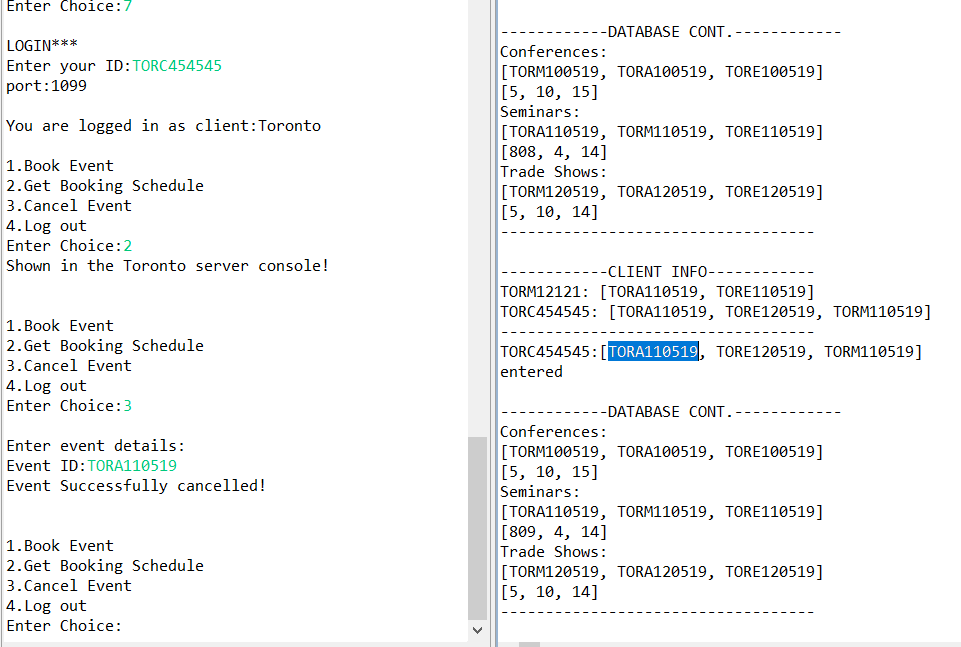 Enter Choice:7
LOGIN***
Enter your ID:TORC454545
port:1099
You are logged in as client:Toronto
1.Book Event
2.Get Booking Schedule
3.Cancel Event
4.Log out
Enter Choice:2
Shown in the Toronto server console!
1.Book Event
2.Get Booking Schedule
3.Cancel Event
4.Log out
Enter Choice:3
Enter event details:
Event ID:TORA110519
Event Successfully cancelled!
1.Book Event
2.Get Booking Schedule
3.Cancel Event
4.Log out
Enter Choice:
------------DATABASE CONT.------------
Conferences:
[TORM100519, TORA100519, TORE100519]
[5, 10, 15]
Seminars:
[TORA110519, TORM110519, TORE110519]
[808, 4, 14]
Trade Shows:
[TORM120519, TORA120519, TORE120519]
[5, 10, 14]
-----------------------------------
------------CLIENT INFO------------
TORM12121: [TORA110519, TORE110519]
TORC454545: [TORA110519, TORE120519, TORM110519]
-----------------------------------
TORC454545:[TORA110519, TORE120519, TORM110519]
entered
------------DATABASE CONT.------------
Conferences:
[TORM100519, TORA100519, TORE100519]
[5, 10, 15]
Seminars:
[TORA110519, TORM110519, TORE110519]
[809, 4, 14]
Trade Shows:
[TORM120519, TORA120519, TORE120519]
[5, 10, 14]
-----------------------------------